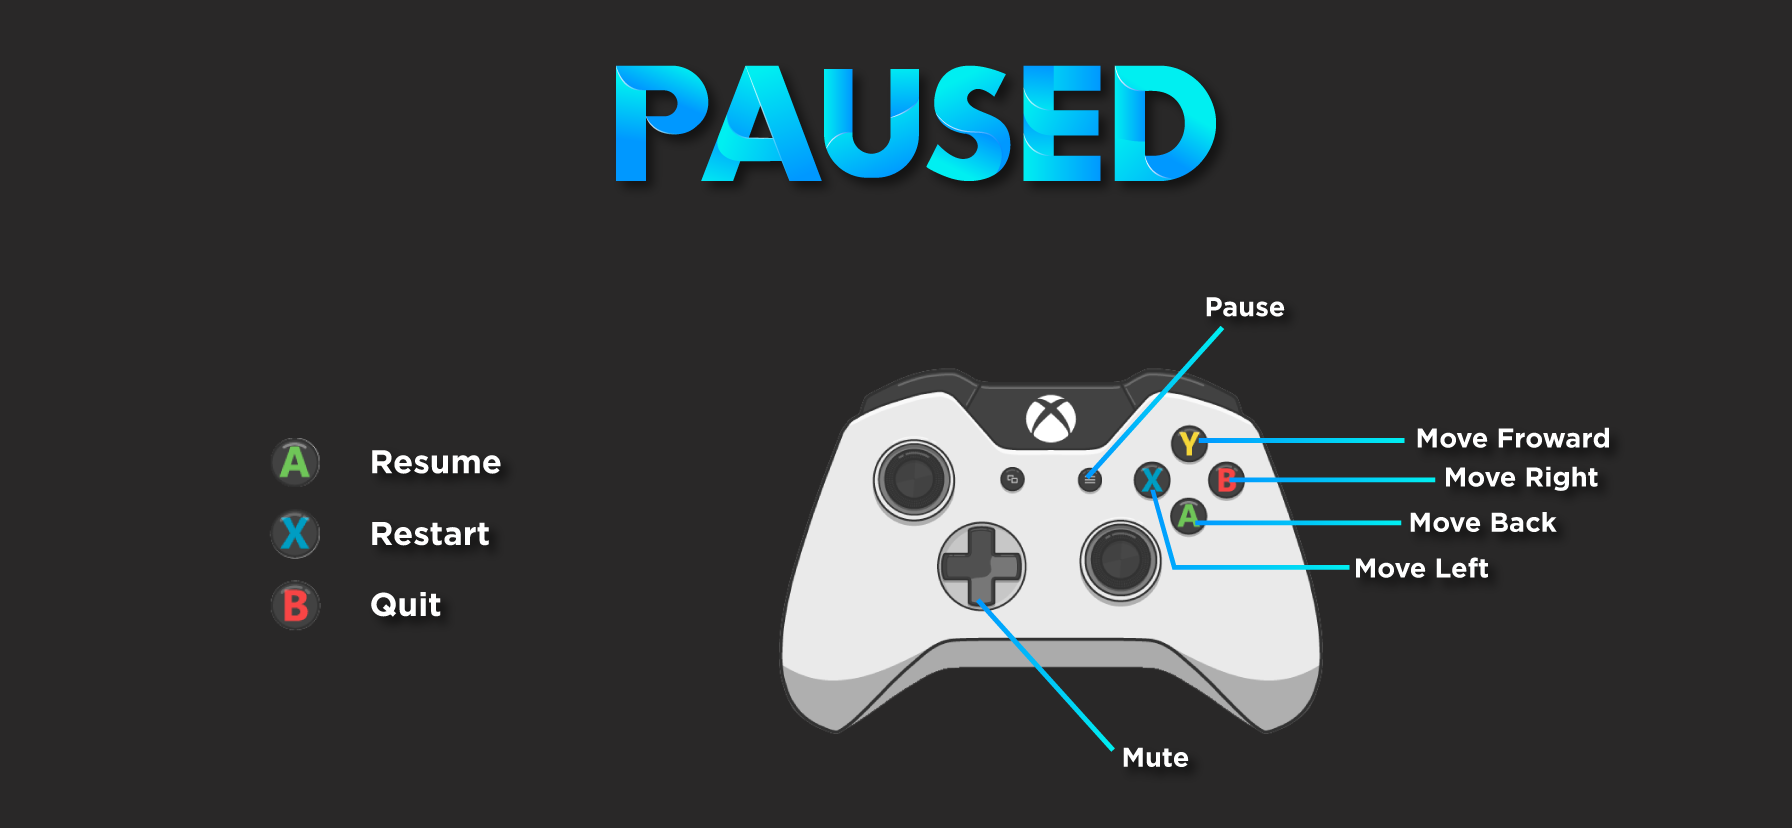 PAUSED
Pause
A Resume
X Restart
B Quit
Y Move Froward
X B Move Right
A Move Back
Move Left
Mute